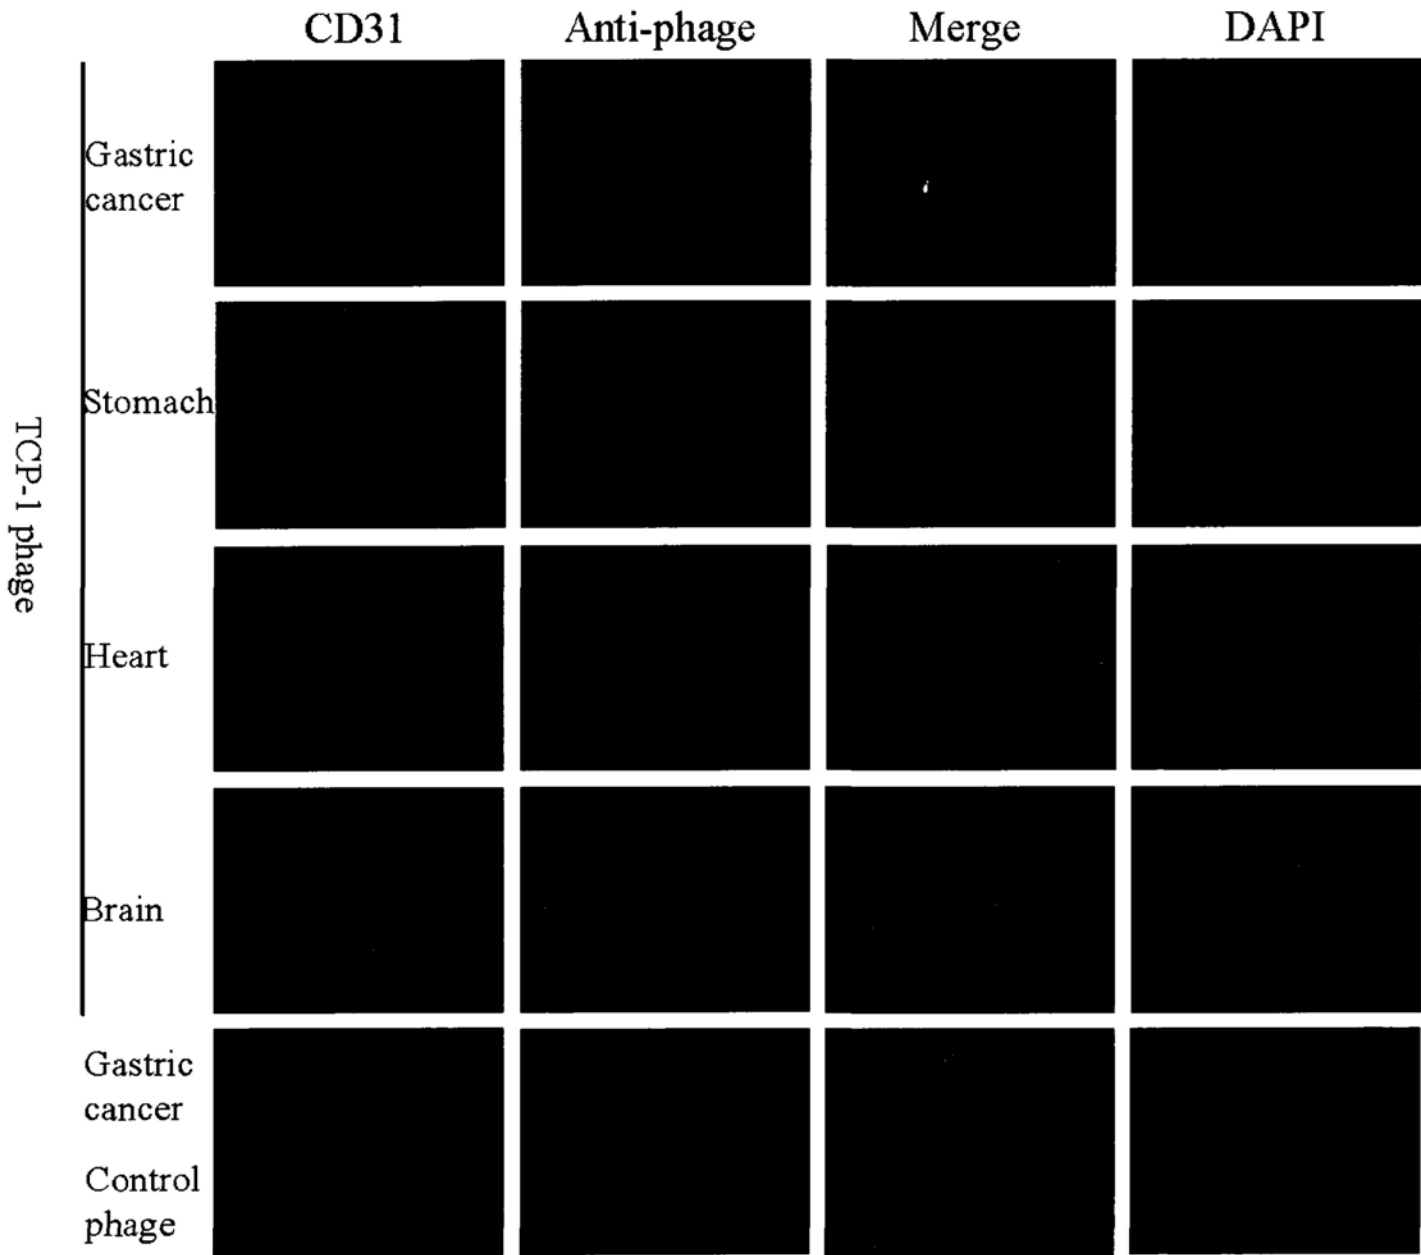 CD31 Anti-phage Merge DAPI
Gastric
cancer
Stomach
Heart
Brain
TCP-1 phage
Gastric
cancer
Control
phage